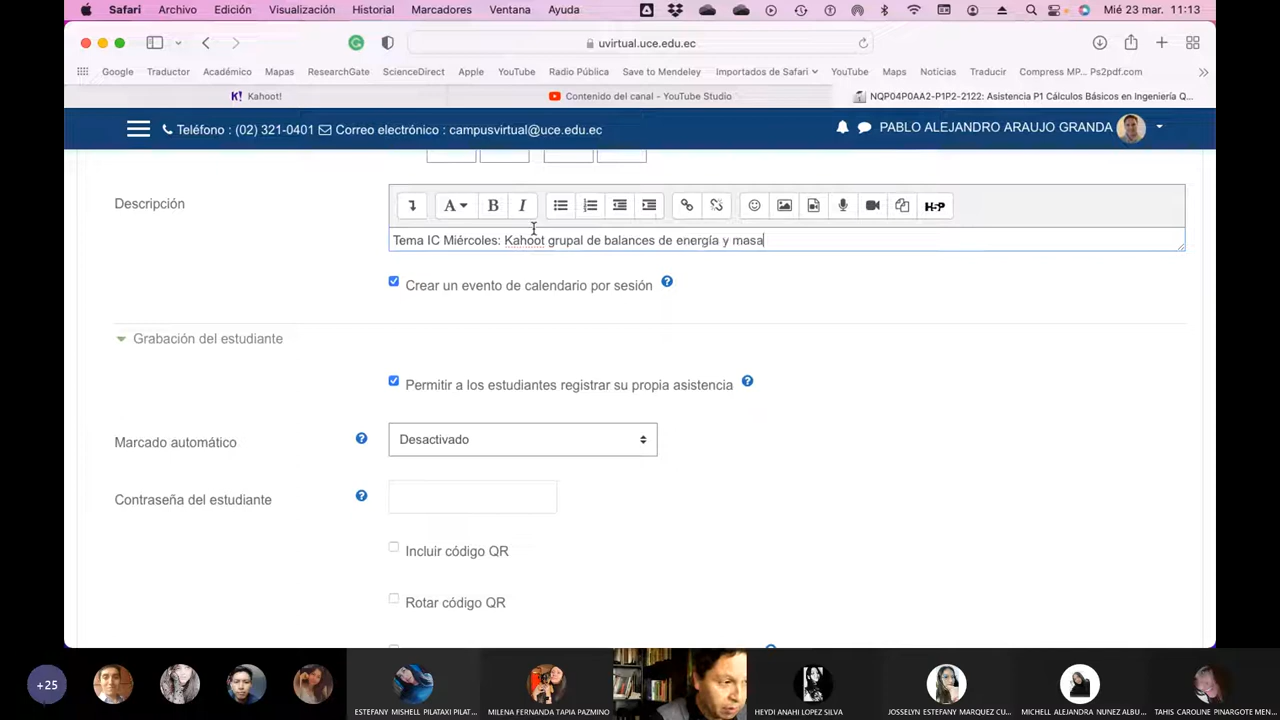 Safari Archivo Edición Visualización Historial Marcadores Ventana Ayuda Mié 23 mar. 11:13
uvirtual.uce.edu.ec
Google Traductor Académico Mapas ResearchGate ScienceDirect Apple YouTube Radio Pública Save to Mendeley Importados de Safari YouTube Maps Noticias Traducir Compress MP... Ps2pdf.com
K! Kahoot! Contenido del canal - YouTube Studio NQP04P0AA2-P1P2-2122: Asistencia P1 Cálculos Básicos en Ingeniería Q...
Teléfono : (02) 321-0401 Correo electrónico : campusvirtual@uce.edu.ec PABLO ALEJANDRO ARAUJO GRANDA
Descripción
A B I H-P
Tema IC Miércoles: Kahoot grupal de balances de energía y masa
Crear un evento de calendario por sesión
Grabación del estudiante
Permitir a los estudiantes registrar su propia asistencia
Marcado automático Desactivado
Contraseña del estudiante
Incluir código QR
Rotar código QR
+25
ESTEFANY MISHELL PILATAXI PILAT... MILENA FERNANDA TAPIA PAZMINO HEYDI ANAHI LOPEZ SILVA JOSSELYN ESTEFANY MARQUEZ CU... MICHELL ALEJANDRA NUNEZ ALBU... TAHIS CAROLINE PINARGOTE MEN...